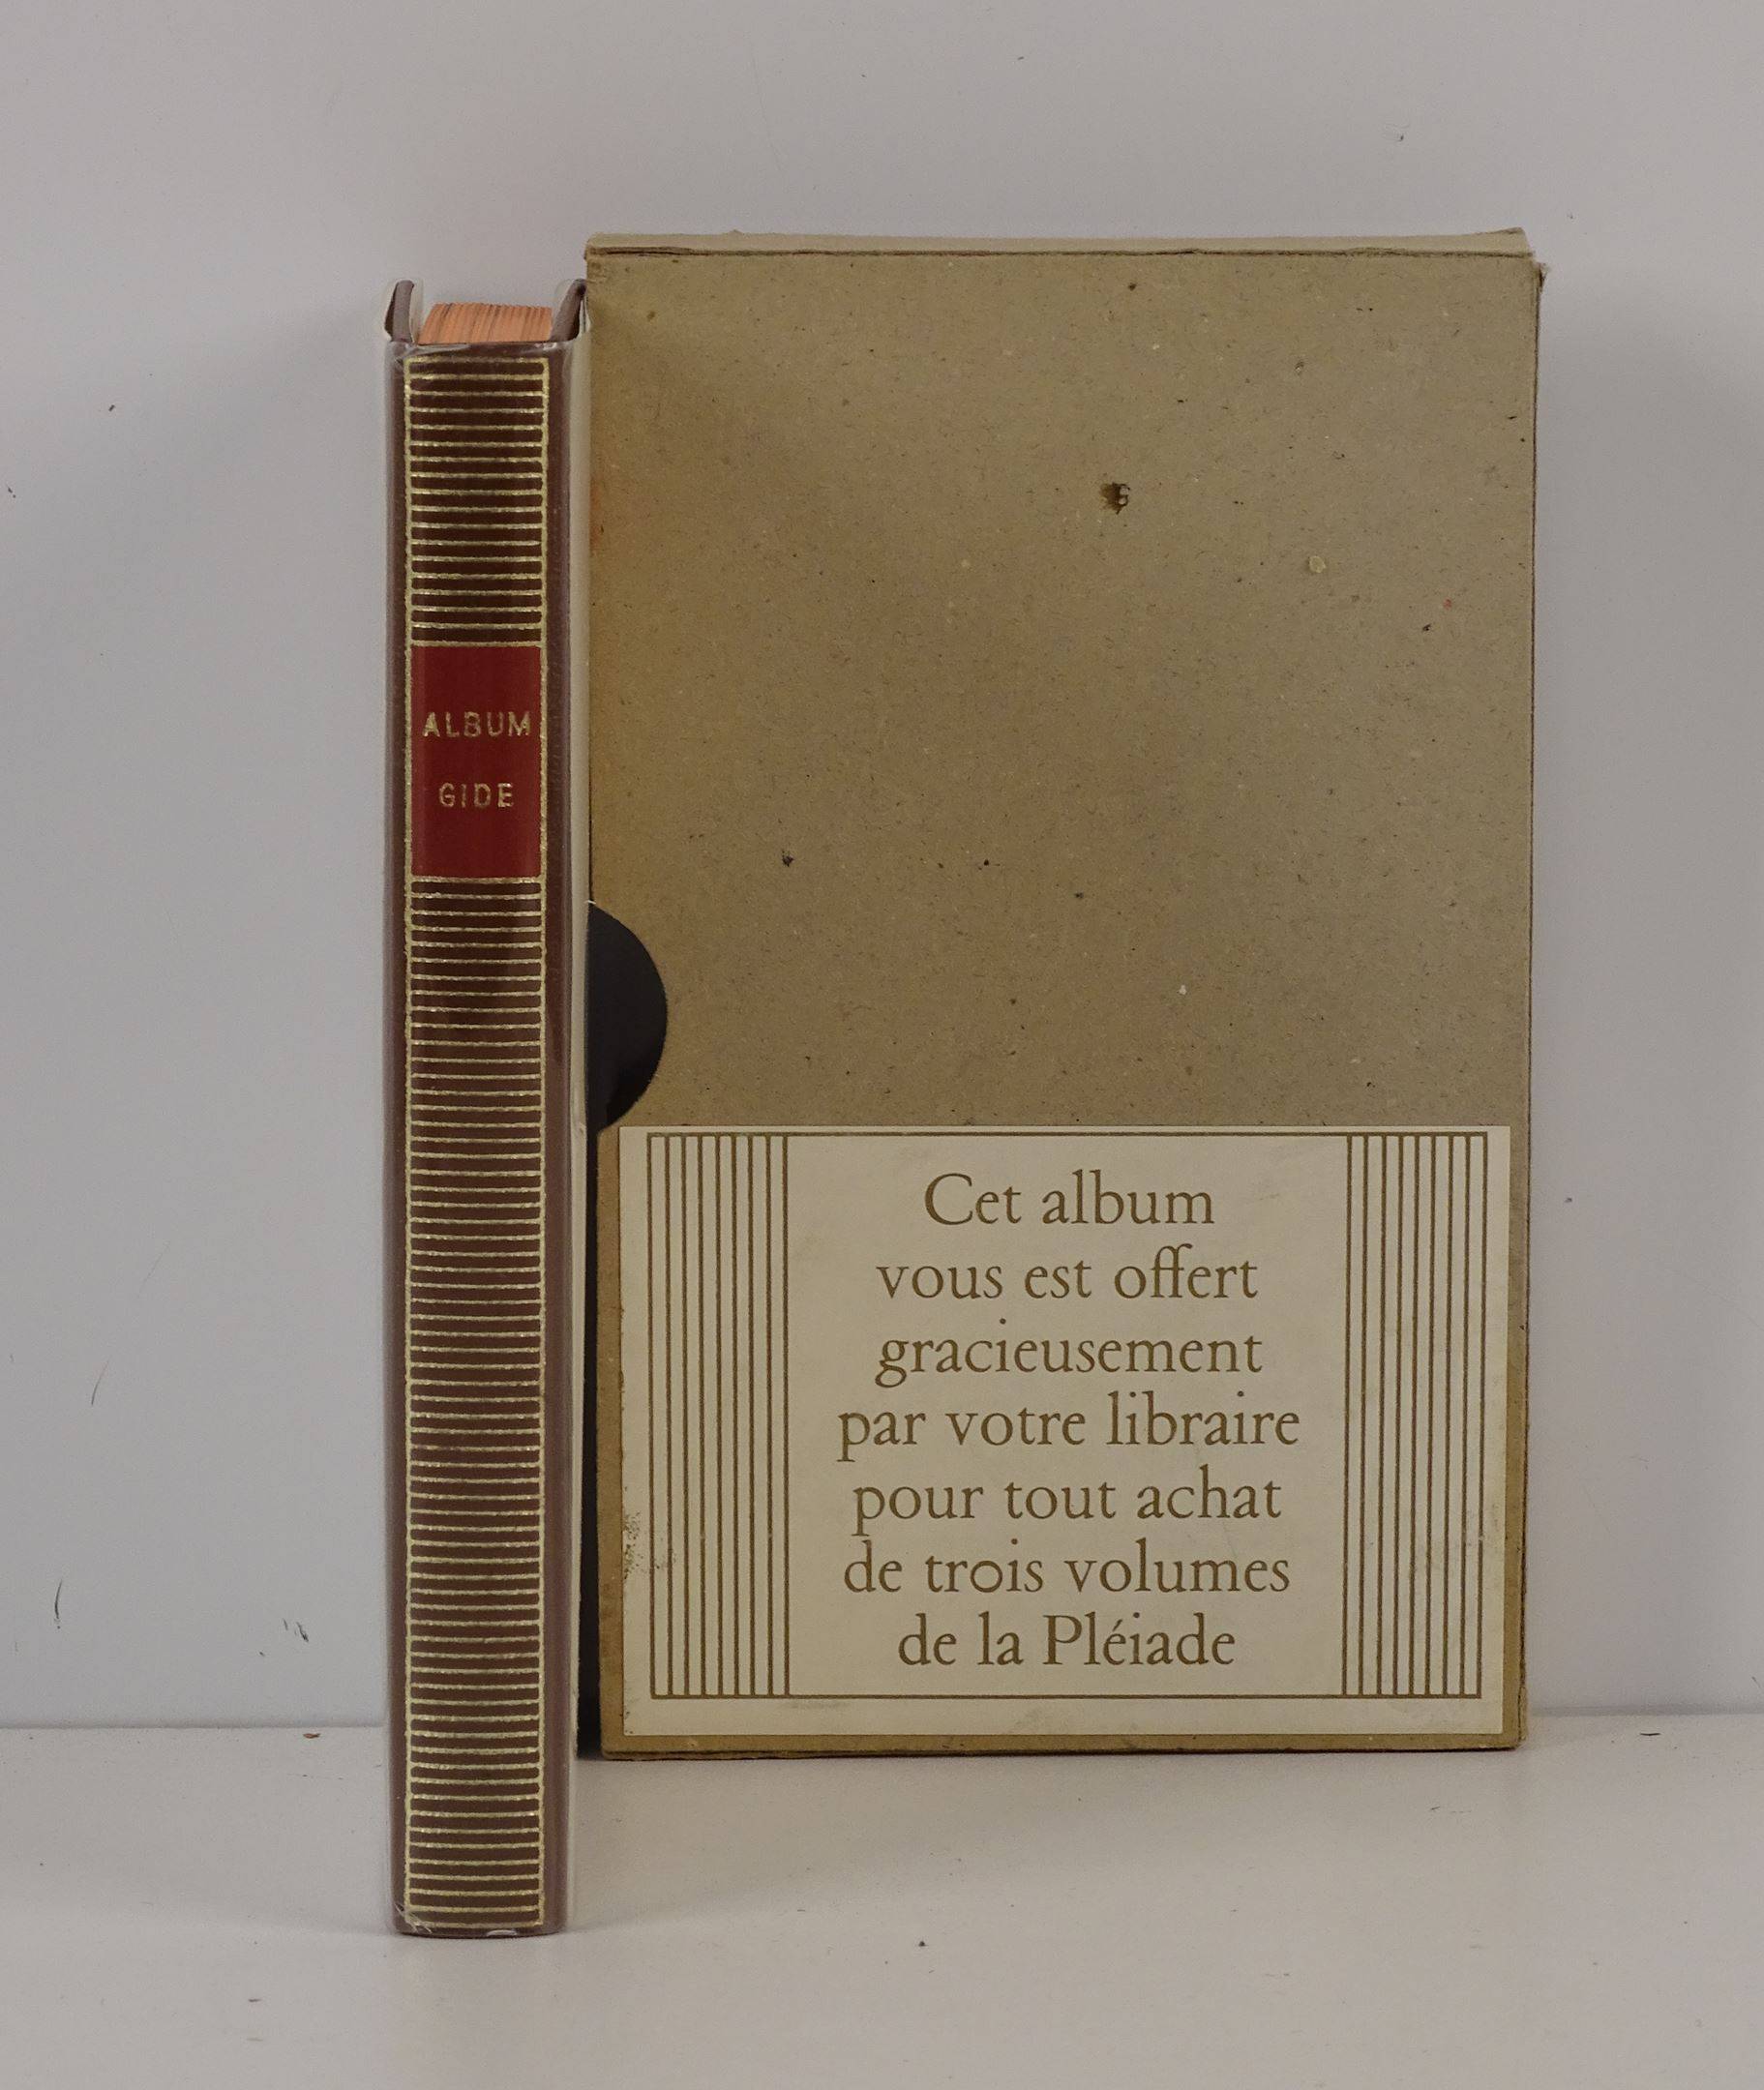 ALBUM
GIDE
Cet album
vous est offert
gracieusement
par votre libraire
pour tout achat
de trois volumes
de la Pléiade